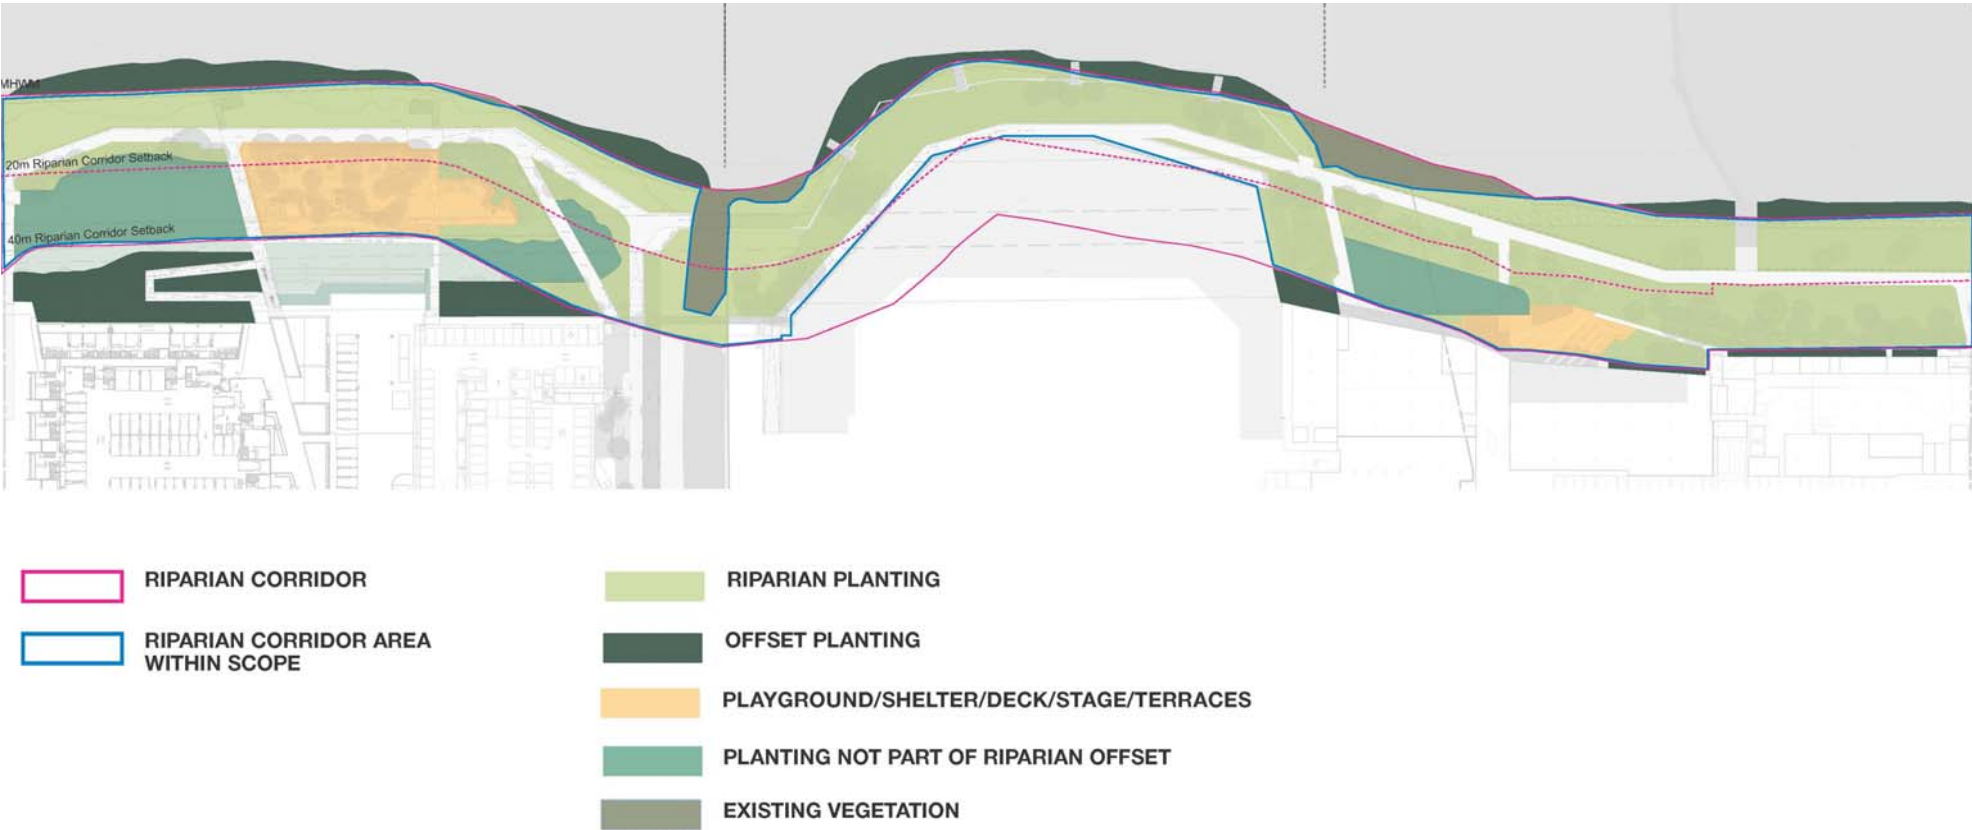 MHWM
20m Riparian Corridor Setback
40m Riparian Corridor Setback
RIPARIAN CORRIDOR
RIPARIAN CORRIDOR AREA
WITHIN SCOPE
RIPARIAN PLANTING
OFFSET PLANTING
PLAYGROUND/SHELTER/DECK/STAGE/TERRACES
PLANTING NOT PART OF RIPARIAN OFFSET
EXISTING VEGETATION